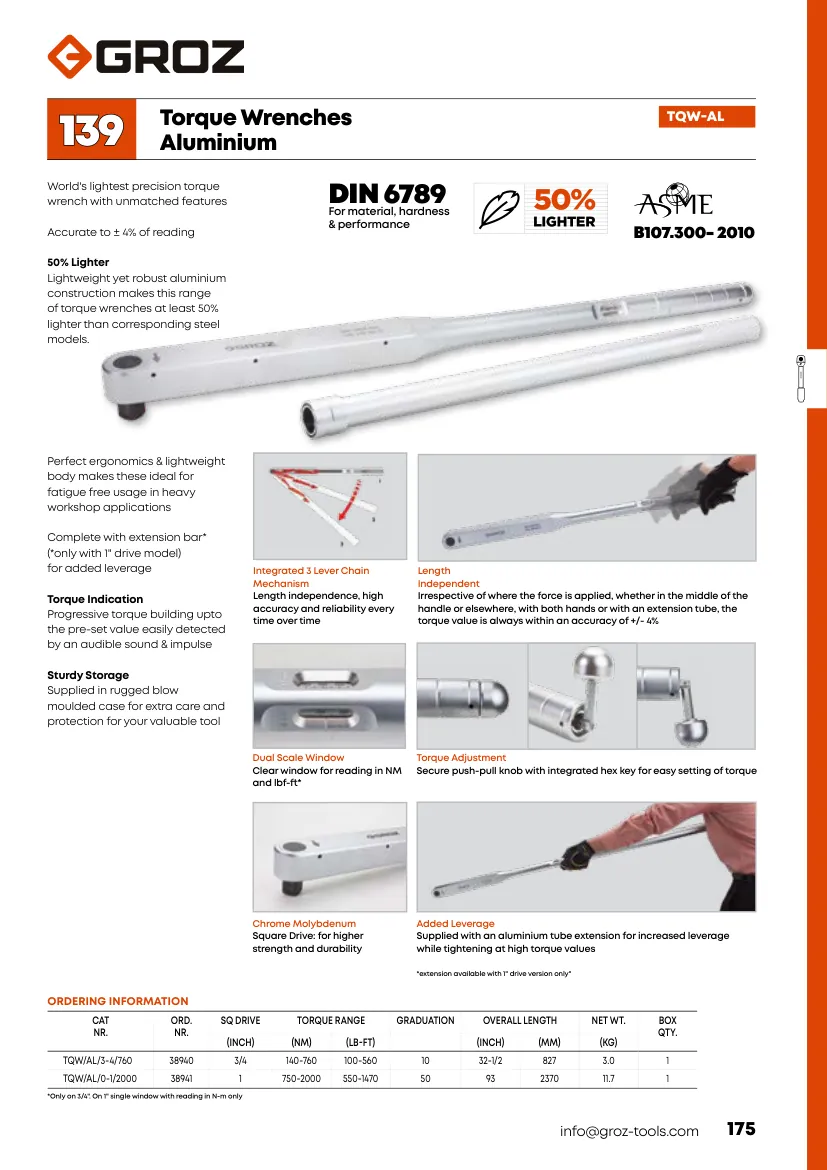 GROZ
139
Torque Wrenches
Aluminium
TQW-AL
World's lightest precision torque
wrench with unmatched features
Accurate to ± 4% of reading
50% Lighter
Lightweight yet robust aluminium
construction makes this range
of torque wrenches at least 50%
lighter than corresponding steel
models.
DIN 6789
For material, hardness
& performance
50%
LIGHTER
ASME
B107.300- 2010
GROZ
Perfect ergonomics & lightweight
body makes these ideal for
fatigue free usage in heavy
workshop applications
Complete with extension bar*
(*only with 1" drive model)
for added leverage
Torque Indication
Progressive torque building upto
the pre-set value easily detected
by an audible sound & impulse
Sturdy Storage
Supplied in rugged blow
moulded case for extra care and
protection for your valuable tool
Integrated 3 Lever Chain
Mechanism
Length independence, high
accuracy and reliability every
time over time
Length
Independent
Irrespective of where the force is applied, whether in the middle of the
handle or elsewhere, with both hands or with an extension tube, the
torque value is always within an accuracy of +/- 4%
Dual Scale Window
Clear window for reading in NM
and lbf-ft*
Torque Adjustment
Secure push-pull knob with integrated hex key for easy setting of torque
GROZ
Chrome Molybdenum
Square Drive: for higher
strength and durability
Added Leverage
Supplied with an aluminium tube extension for increased leverage
while tightening at high torque values
*extension available with 1" drive version only*
ORDERING INFORMATION
CAT NR. ORD. NR. SQ DRIVE TORQUE RANGE GRADUATION OVERALL LENGTH NET WT. BOX QTY.
(INCH) (NM) (LB-FT) (INCH) (MM) (KG)
TQW/AL/3-4/760 38940 3/4 140-760 100-560 10 32-1/2 827 3.0 1
TQW/AL/0-1/2000 38941 1 750-2000 550-1470 50 93 2370 11.7 1
*Only on 3/4". On 1" single window with reading in N-m only
info@groz-tools.com 175